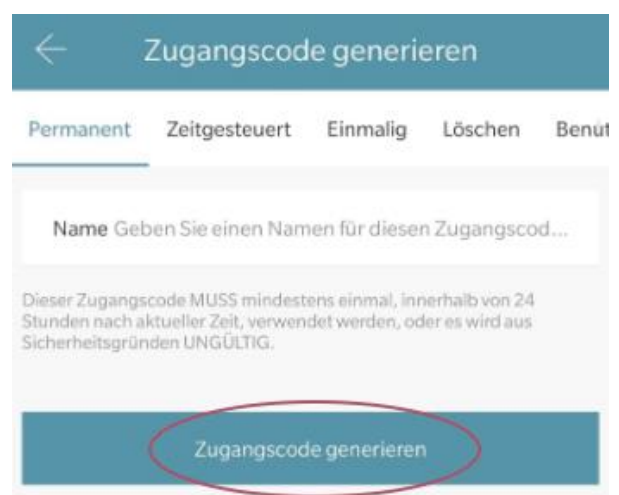 Zugangscode generieren
Permanent Zeitgesteuert Einmalig Löschen Benut
Name Geben Sie einen Namen für diesen Zugangscod...
Dieser Zugangscode MUSS mindestens einmal, innerhalb von 24
Stunden nach aktueller Zeit, verwendet werden, oder es wird aus
Sicherheitsgründen UNGÜLTIG.
Zugangscode generieren